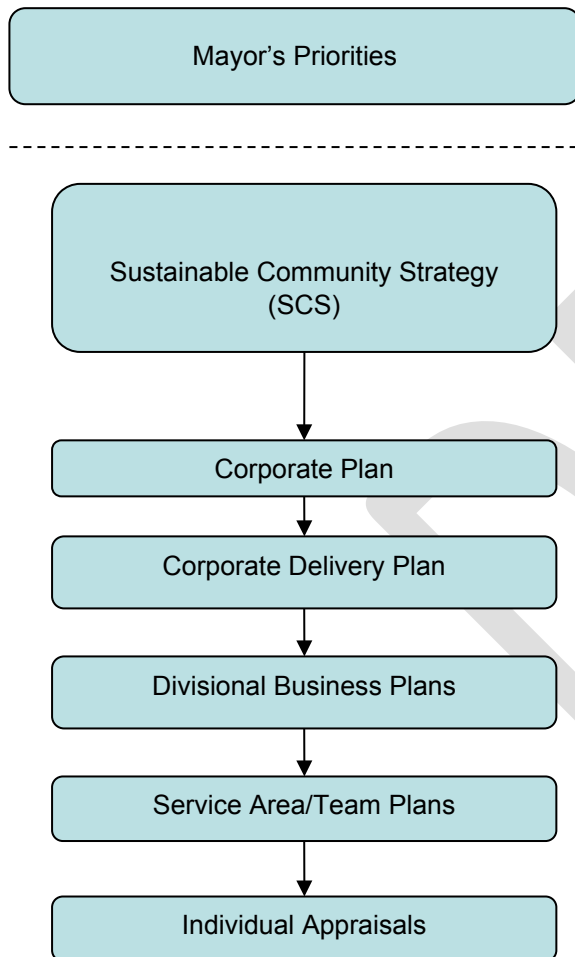 Mayor’s Priorities
Sustainable Community Strategy
(SCS)
Corporate Plan
Corporate Delivery Plan
Divisional Business Plans
Service Area/Team Plans
Individual Appraisals